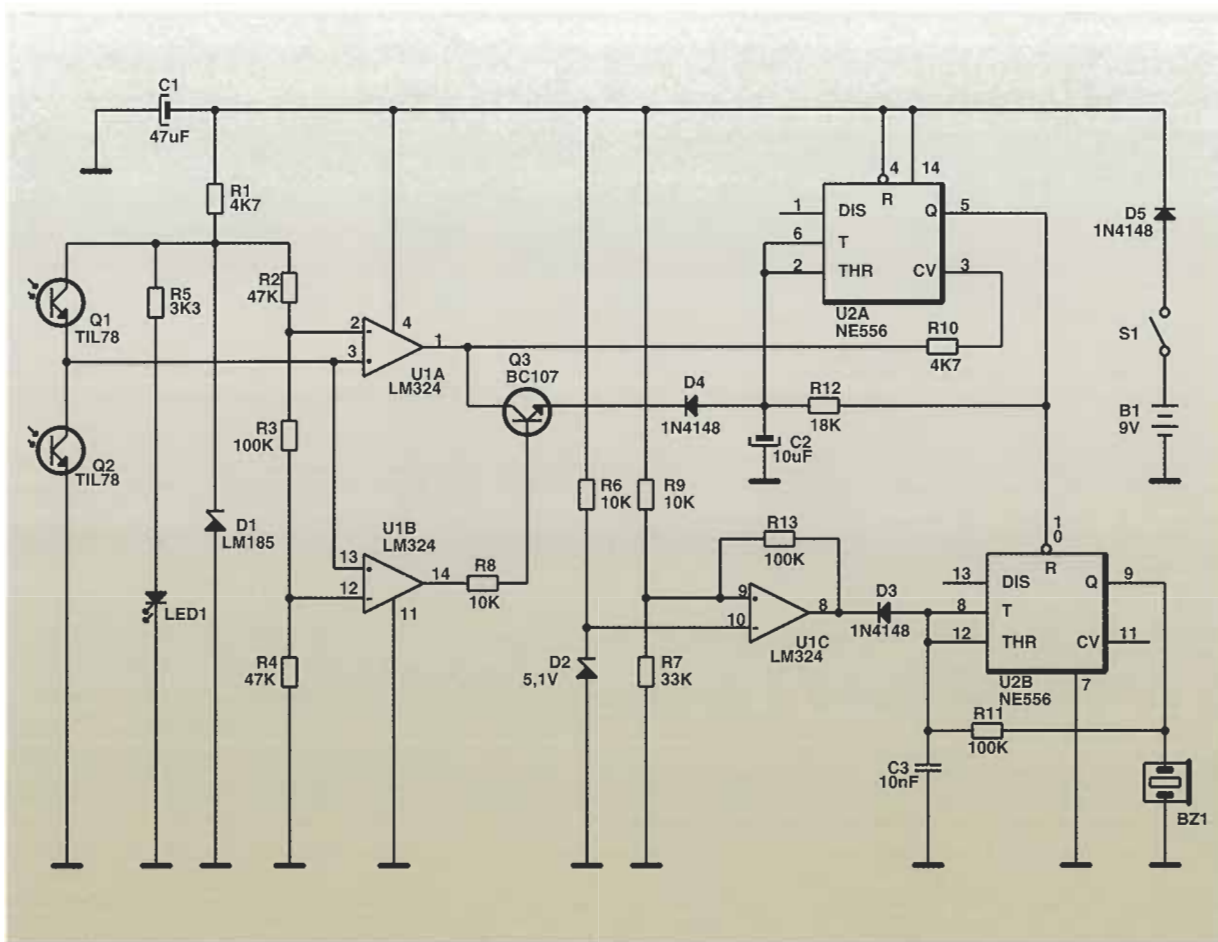 C1
47uF
R1
4K7
R5
3K3
R2
47K
Q1
TIL78
2
3
4
1
U1A
LM324
Q3
BC107
D4
1N4148
4
14
R
1
DIS
Q
5
6
T
2
THR
CV
3
U2A
NE556
R10
4K7
D5
1N4148
S1
B1
9V
R12
18K
C2
10uF
R3
100K
Q2
TIL78
D1
LM185
U1B
LM324
13
12
14
11
R8
10K
R6
10K
R9
10K
R13
100K
9
10
8
U1C
LM324
D3
1N4148
1
0
R
13
DIS
Q
9
8
T
12
THR
CV
11
U2B
NE556
7
LED1
R4
47K
D2
5,1V
R7
33K
R11
100K
C3
10nF
BZ1